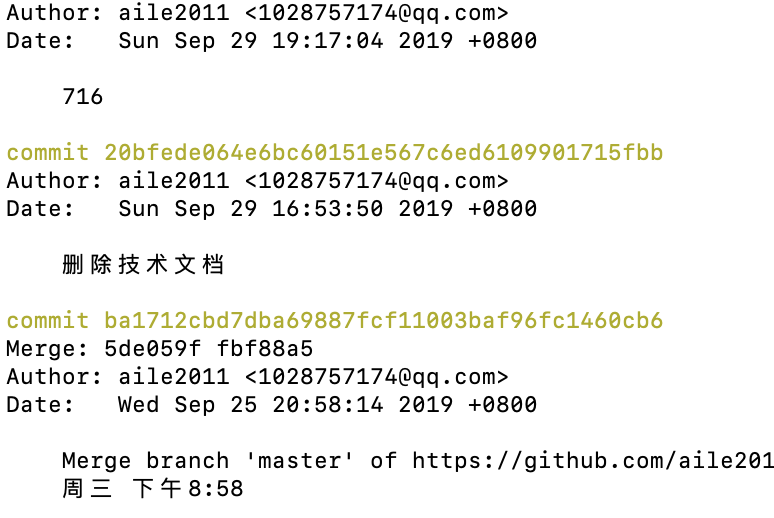 Author: aile2011 <1028757174@qq.com>
Date:   Sun Sep 29 19:17:04 2019 +0800
716
commit 20bfede064e6bc60151e567c6ed6109901715fbb
Author: aile2011 <1028757174@qq.com>
Date:   Sun Sep 29 16:53:50 2019 +0800
删除技术文档
commit ba1712cbd7dba69887fcf11003baf96fc1460cb6
Merge: 5de059f fbf88a5
Author: aile2011 <1028757174@qq.com>
Date:   Wed Sep 25 20:58:14 2019 +0800
Merge branch 'master' of https://github.com/aile201
周三 下午8:58